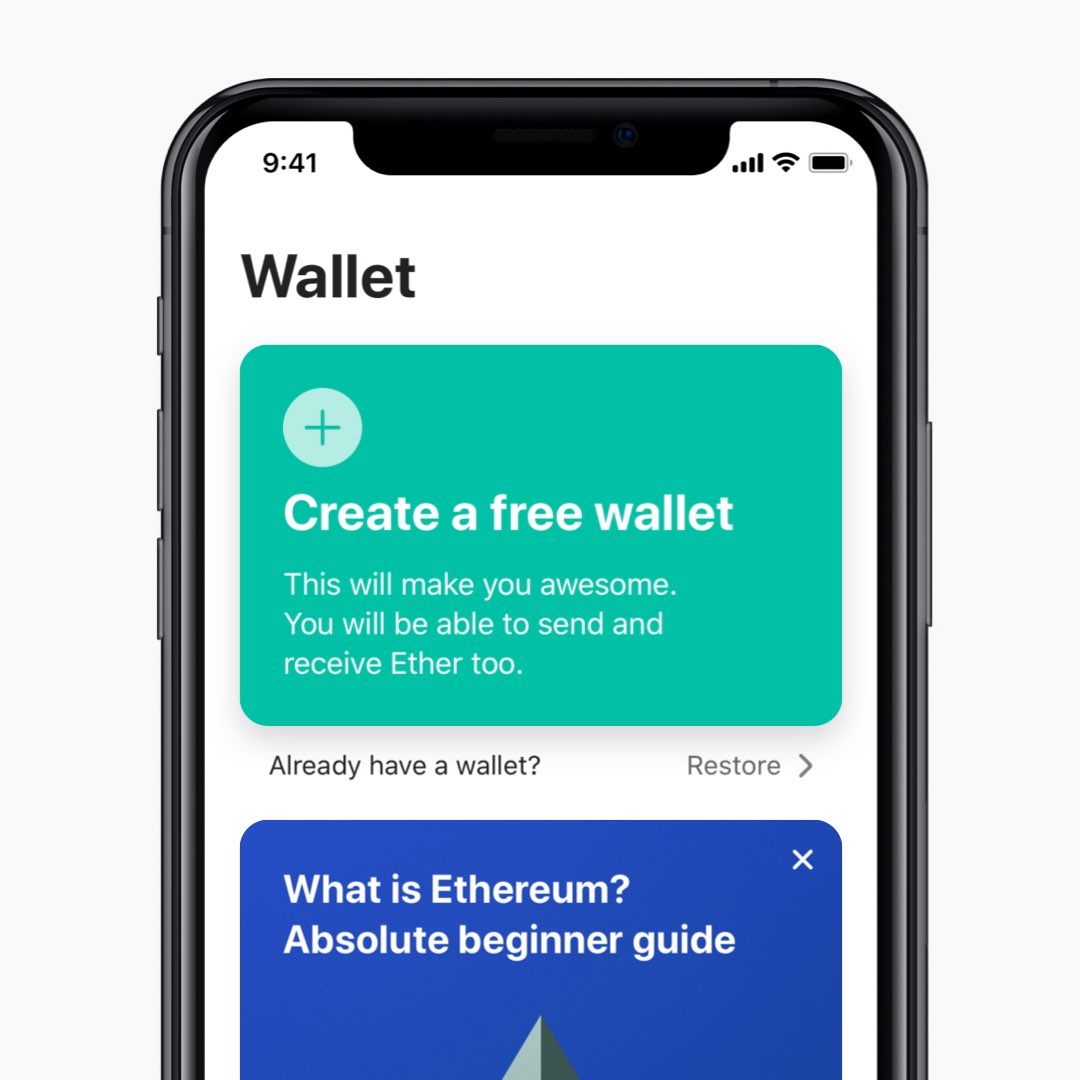 9:41
Wallet
Create a free wallet
This will make you awesome.
You will be able to send and
receive Ether too.
Already have a wallet?
Restore
What is Ethereum?
Absolute beginner guide